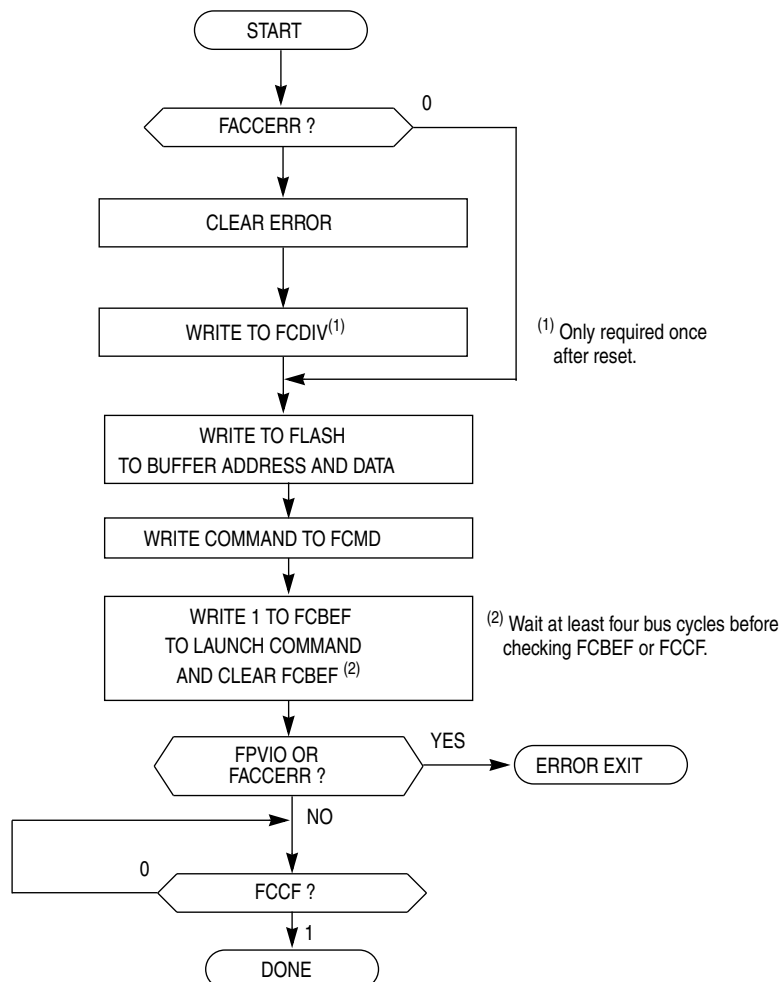 START
0
FACCERR ?
CLEAR ERROR
WRITE TO FCDIV(1)
(1) Only required once
after reset.
WRITE TO FLASH
TO BUFFER ADDRESS AND DATA
WRITE COMMAND TO FCMD
WRITE 1 TO FCBEF
TO LAUNCH COMMAND
AND CLEAR FCBEF (2)
(2) Wait at least four bus cycles before
checking FCBEF or FCCF.
FPVIO OR
FACCERR ?
YES
ERROR EXIT
NO
0
FCCF ?
1
DONE